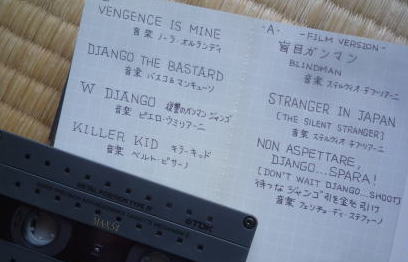 VENGENCE IS MINE
音楽 ノーラ・オルランディ
DJANGO THE BASTARD
音楽 バスコ&マンキューソ
W DJANGO 復讐のガンマン ジャンゴ
音楽 ピエロ・ウミリアーニ
KILLER KID キラー・キッド
音楽 ベルト・ピサーノ
-A- -FILM VERSION-
盲目ガンマン
BLINDMAN
音楽 ステルヴィオ・チプリアーニ
STRANGER IN JAPAN
(THE SILENT STRANGER)
音楽 ステルヴィオ・チプリアーニ
NON ASPETTARE,
DJANGO...SPARA!
(DON'T WAIT DJANGO...SHOOT)
待つな ジャンゴ 引き金を引け
音楽 フェリチェ・ディ・ステファーノ
TDK